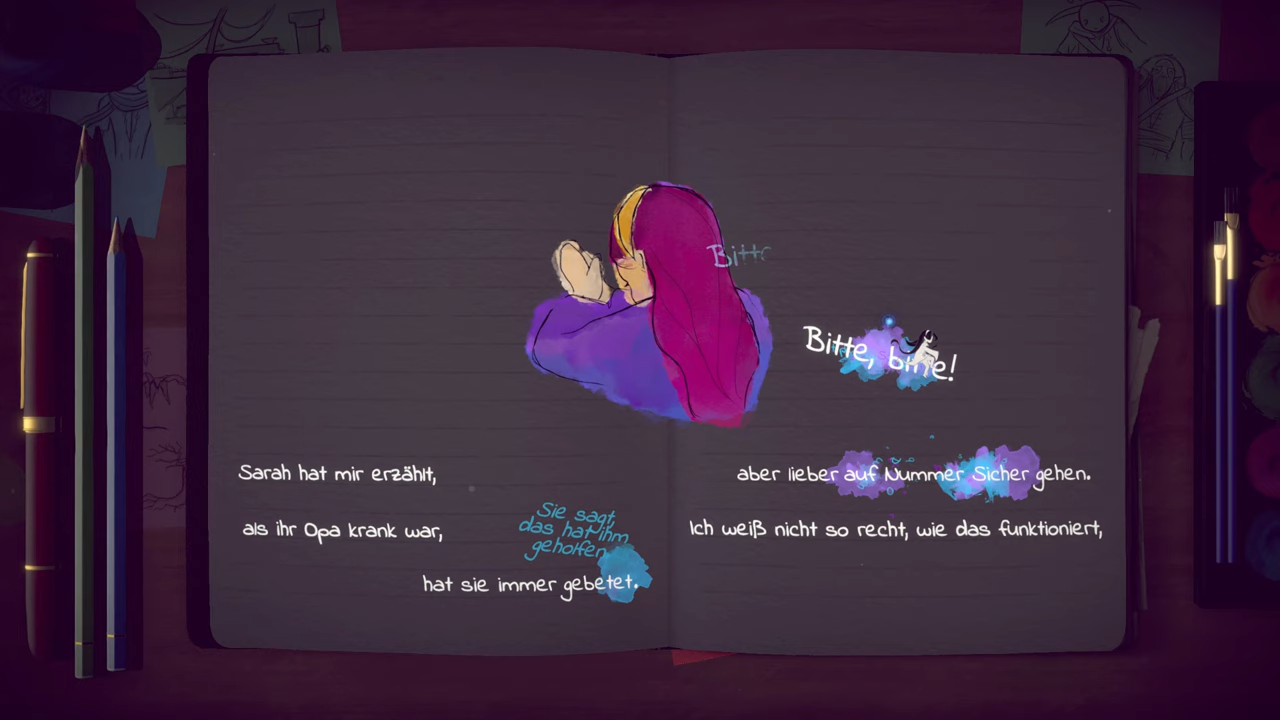 Sarah hat mir erzählt,
als ihr Opa krank war,
Sie sagt,
das hat ihm
geholfen
hat sie immer gebetet.
Bitte, bitte!
aber lieber auf Nummer Sicher gehen.
Ich weiß nicht so recht, wie das funktioniert,